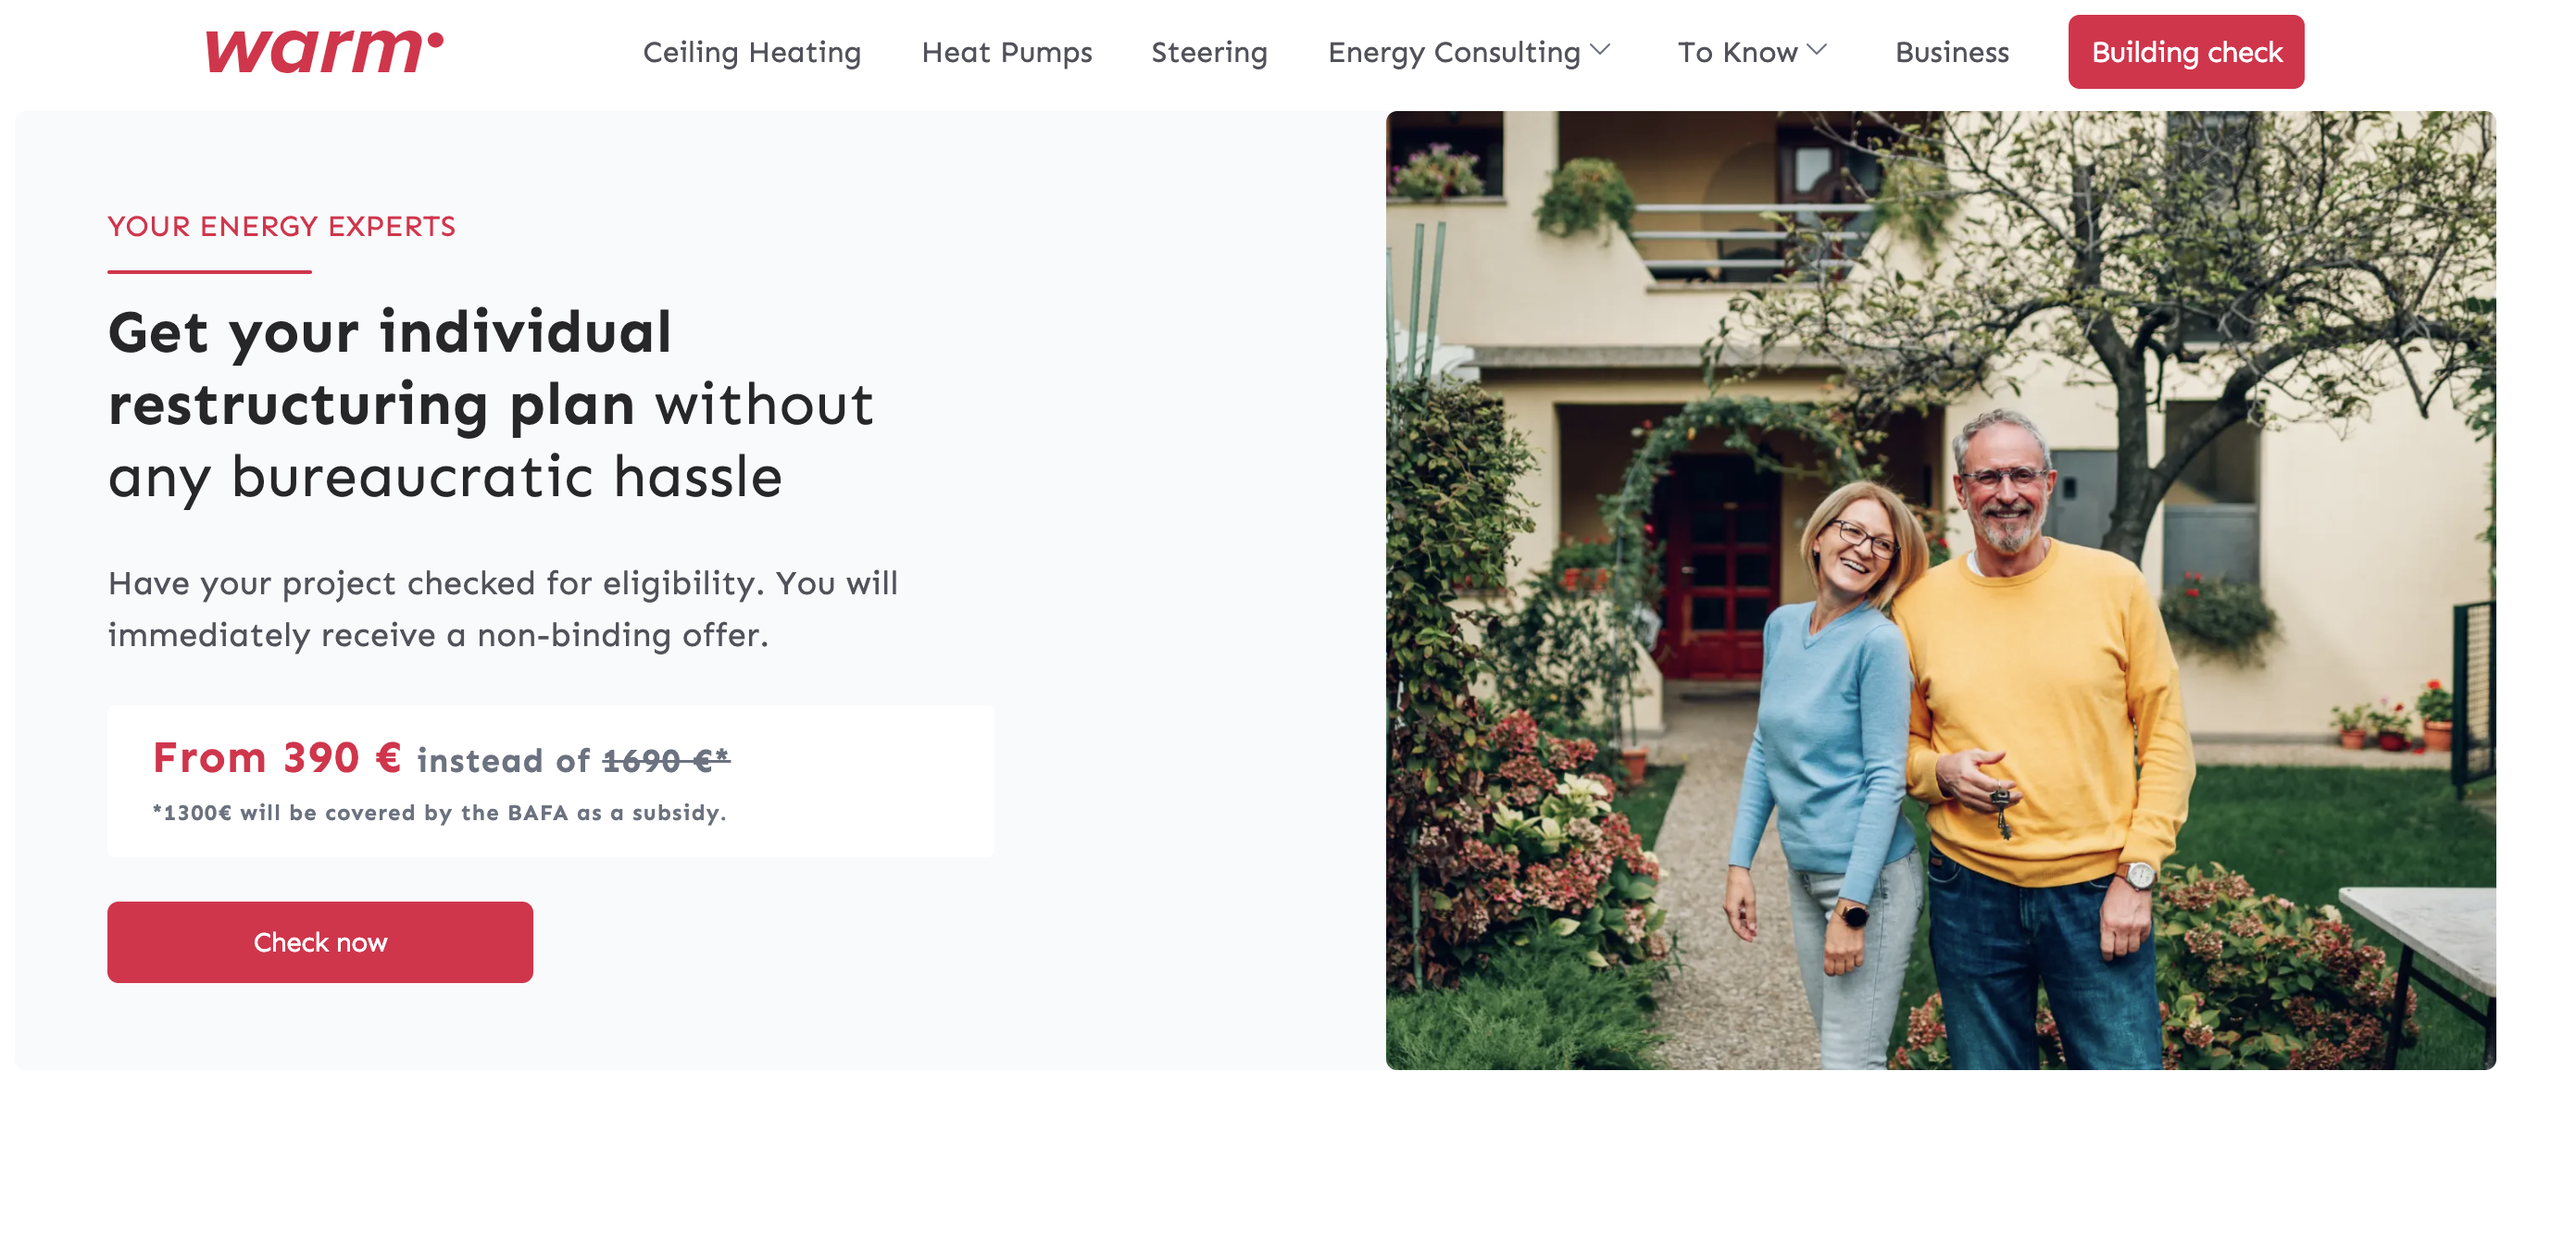 warm
Ceiling Heating
Heat Pumps
Steering
Energy Consulting
To Know
Business
Building check
YOUR ENERGY EXPERTS
Get your individual
restructuring plan without
any bureaucratic hassle
Have your project checked for eligibility. You will
immediately receive a non-binding offer.
From 390 € instead of 1690 €*
*1300€ will be covered by the BAFA as a subsidy.
Check now